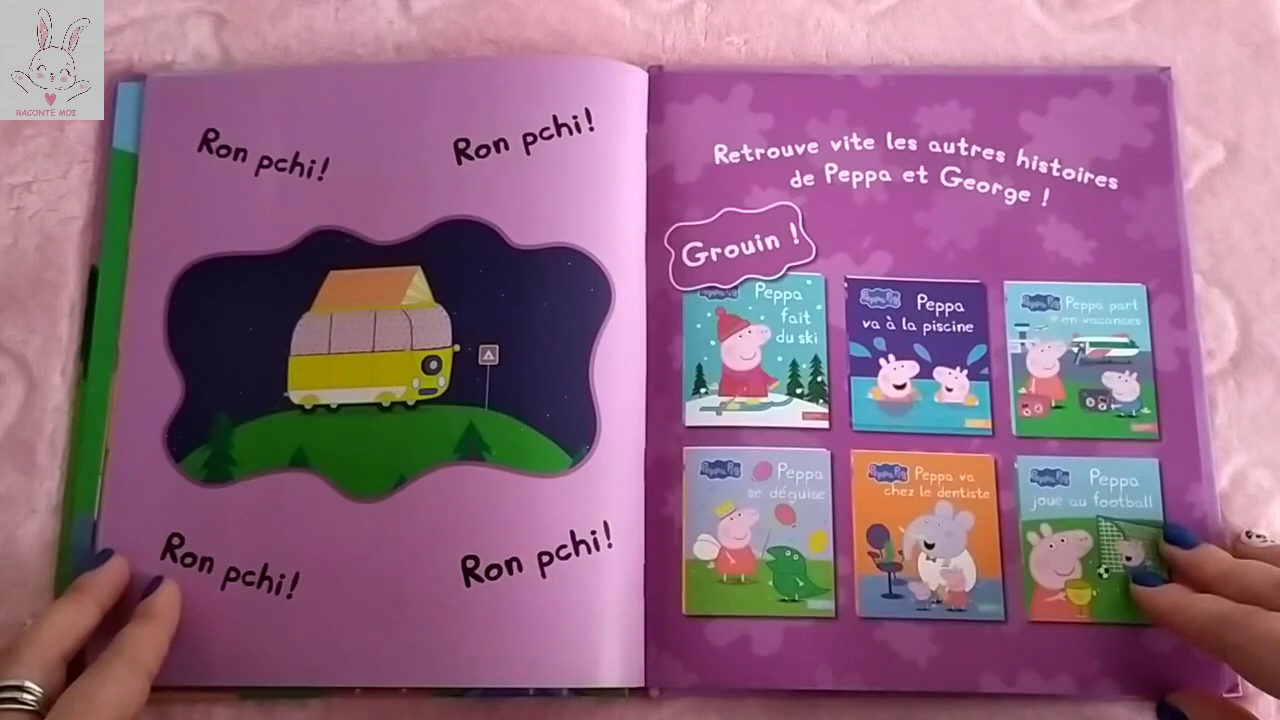 RACONTE MOI
Ron pchi!
Ron pchi!
Ron pchi!
Ron pchi!
Retrouve vite les autres histoires
de Peppa et George !
Grouin !
Peppa Pig
Peppa
fait
du ski
Peppa Pig
Peppa
va à la piscine
Peppa Pig
Peppa part
en vacances
Peppa Pig
Peppa
se déguise
Peppa Pig
Peppa va
chez le dentiste
Peppa Pig
Peppa
joue au football